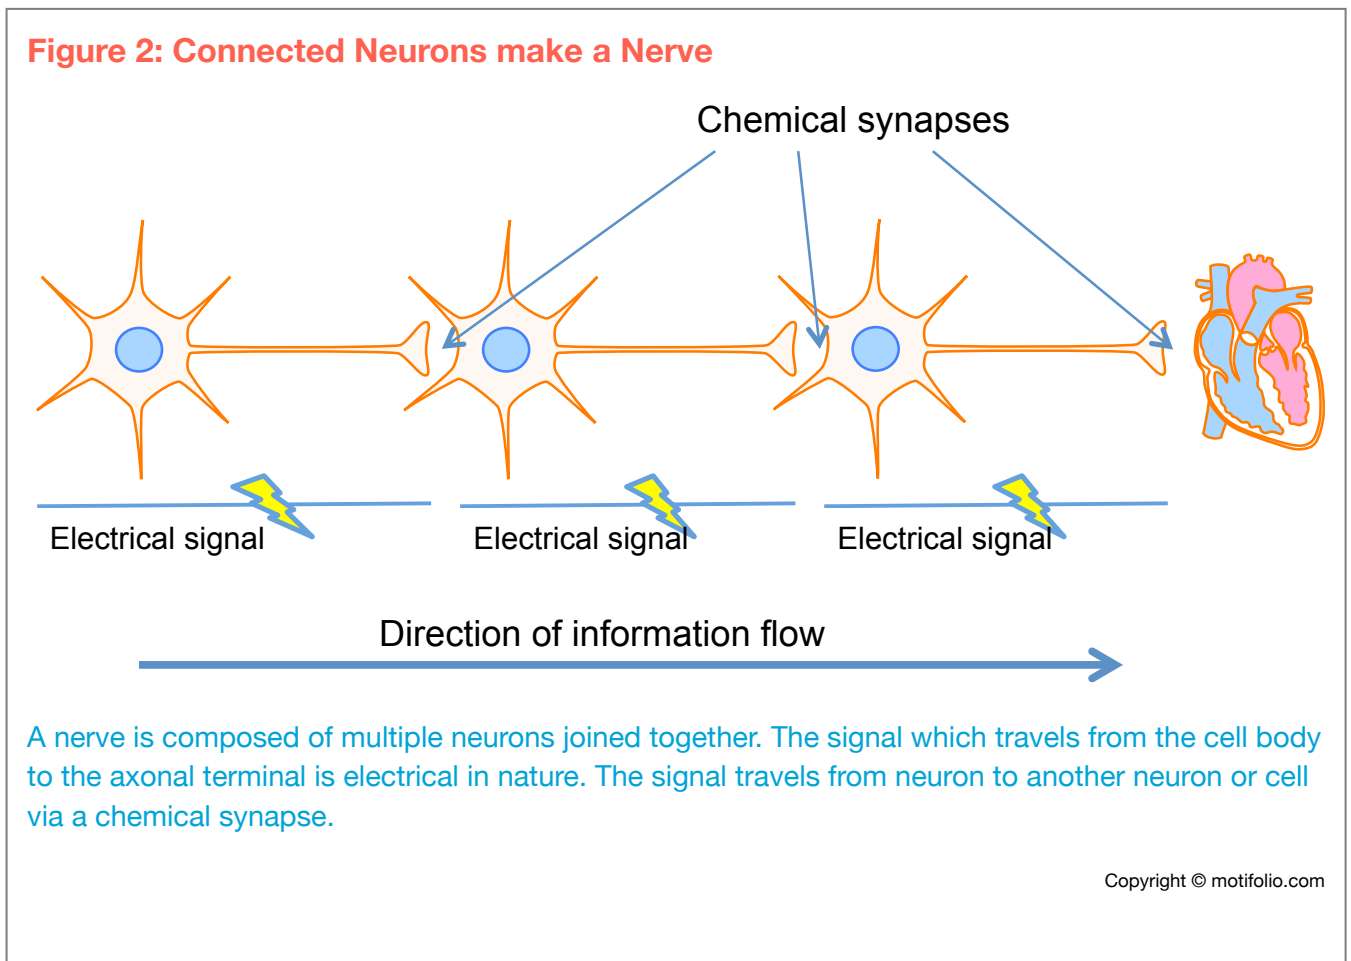 Figure 2: Connected Neurons make a Nerve
Chemical synapses
Electrical signal
Electrical signal
Electrical signal
Direction of information flow
A nerve is composed of multiple neurons joined together. The signal which travels from the cell body
to the axonal terminal is electrical in nature. The signal travels from neuron to another neuron or cell
via a chemical synapse.
Copyright © motifolio.com